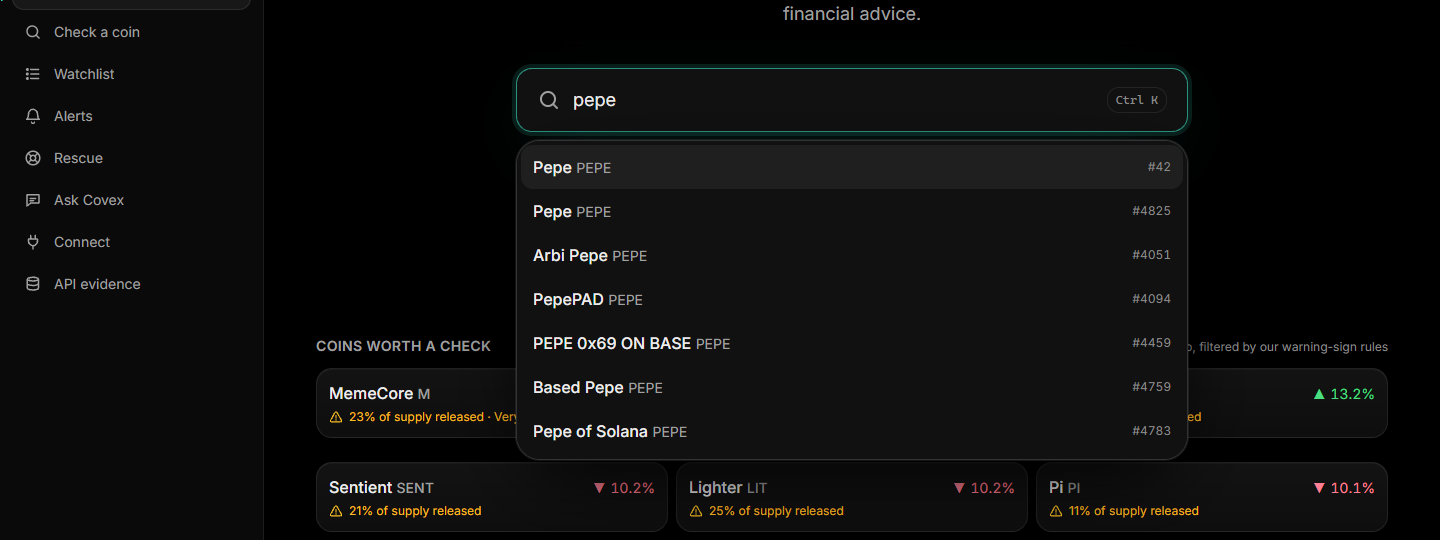 financial advice.
Check a coin
Watchlist
Alerts
Rescue
Ask Covex
Connect
API evidence
pepe
Ctrl K
Pepe PEPE #42
Pepe PEPE #4825
Arbi Pepe PEPE #4051
PepePAD PEPE #4094
PEPE 0x69 ON BASE PEPE #4459
Based Pepe PEPE #4759
Pepe of Solana PEPE #4783
COINS WORTH A CHECK
, filtered by our warning-sign rules
MemeCore M
23% of supply released · Very
▲ 13.2%
Sentient SENT ▼ 10.2%
21% of supply released
Lighter LIT ▼ 10.2%
25% of supply released
Pi PI ▼ 10.1%
11% of supply released